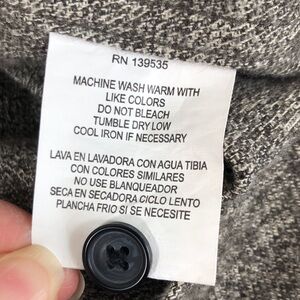 RN 139535
MACHINE WASH WARM WITH
LIKE COLORS
DO NOT BLEACH
TUMBLE DRY LOW
COOL IRON IF NECESSARY
LAVA EN LAVADORA CON AGUA TIBIA
CON COLORES SIMILARES
NO USE BLANQUEADOR
SECA EN SECADORA CICLO LENTO
PLANCHA FRIO SI SE NECESITE